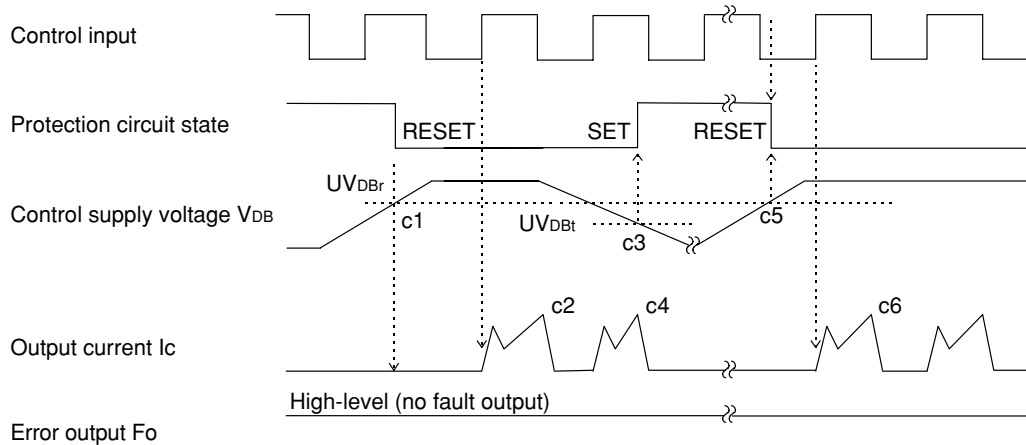 Control input
Protection circuit state
RESET
SET
RESET
UVDBr
Control supply voltage VDB
c1
UVDBt
c3
c5
c2
c4
c6
Output current Ic
High-level (no fault output)
Error output Fo